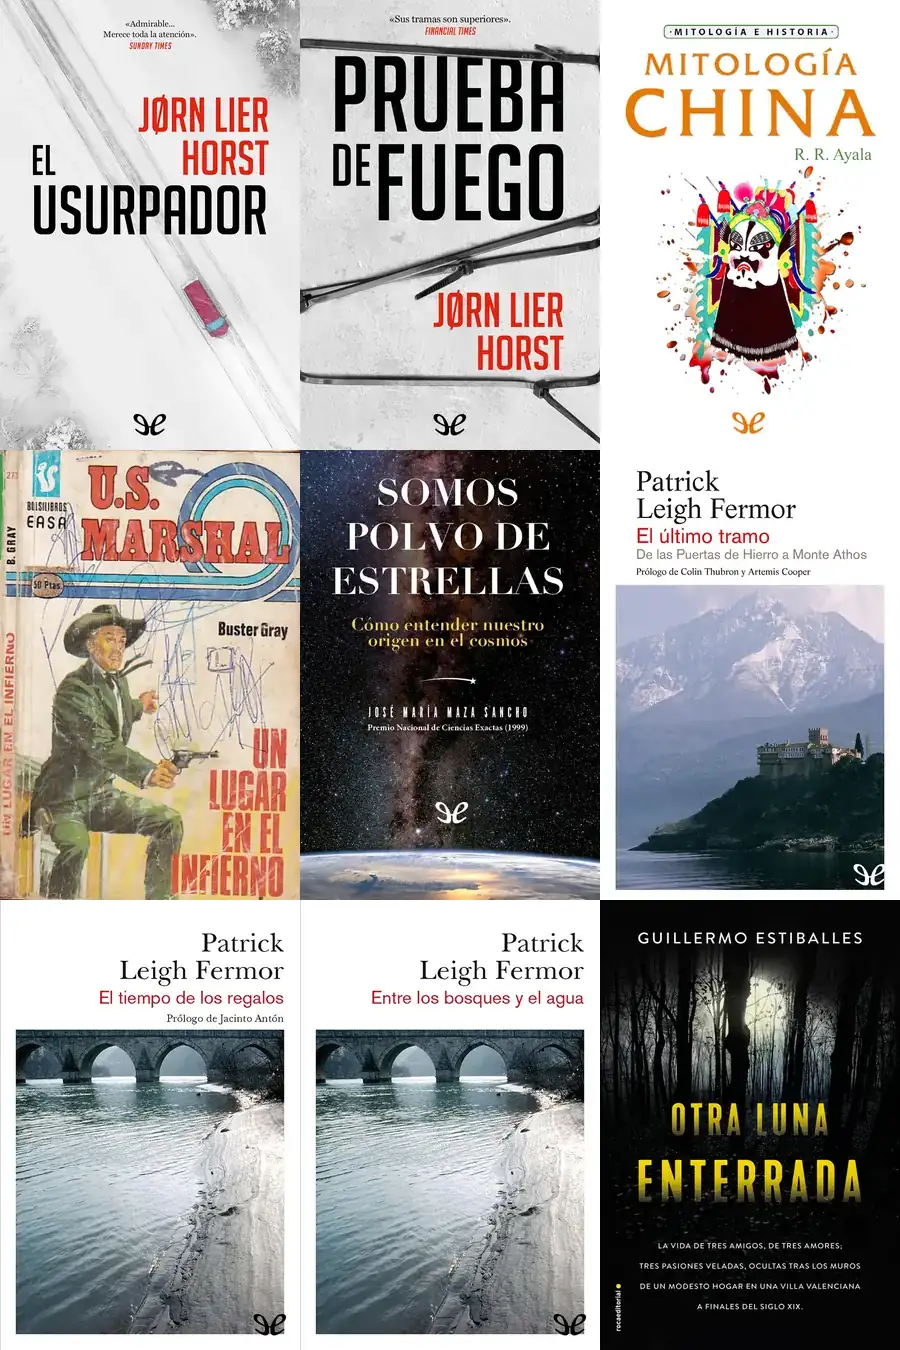 «Admirable...
Merece toda la atención».
SUNDAY TIMES
JØRN LIER
HORST
EL
USURPADOR
«Sus tramas son superiores».
FINANCIAL TIMES
PRUEBA
DE FUEGO
JØRN LIER
HORST
·MITOLOGÍA E HISTORIA·
MITOLOGÍA
CHINA
R. R. Ayala
273
BOLSILIBROS
EASA
B. GRAY
U.S.
MARSHAL
50 Ptas.
Buster Gray
UN LUGAR EN EL INFIERNO
UN
LUGAR
EN EL
INFIERNO
SOMOS
POLVO DE
ESTRELLAS
Cómo entender nuestro
origen en el cosmos
JOSÉ MARÍA MAZA SANCHO
Premio Nacional de Ciencias Exactas (1999)
Patrick
Leigh Fermor
El último tramo
De las Puertas de Hierro a Monte Athos
Prólogo de Colin Thubron y Artemis Cooper
Patrick
Leigh Fermor
El tiempo de los regalos
Prólogo de Jacinto Antón
Patrick
Leigh Fermor
Entre los bosques y el agua
GUILLERMO ESTIBALLES
OTRA LUNA
ENTERRADA
LA VIDA DE TRES AMIGOS, DE TRES AMORES;
TRES PASIONES VELADAS, OCULTAS TRAS LOS MUROS
DE UN MODESTO HOGAR EN UNA VILLA VALENCIANA
A FINALES DEL SIGLO XIX.
rocaeditorial